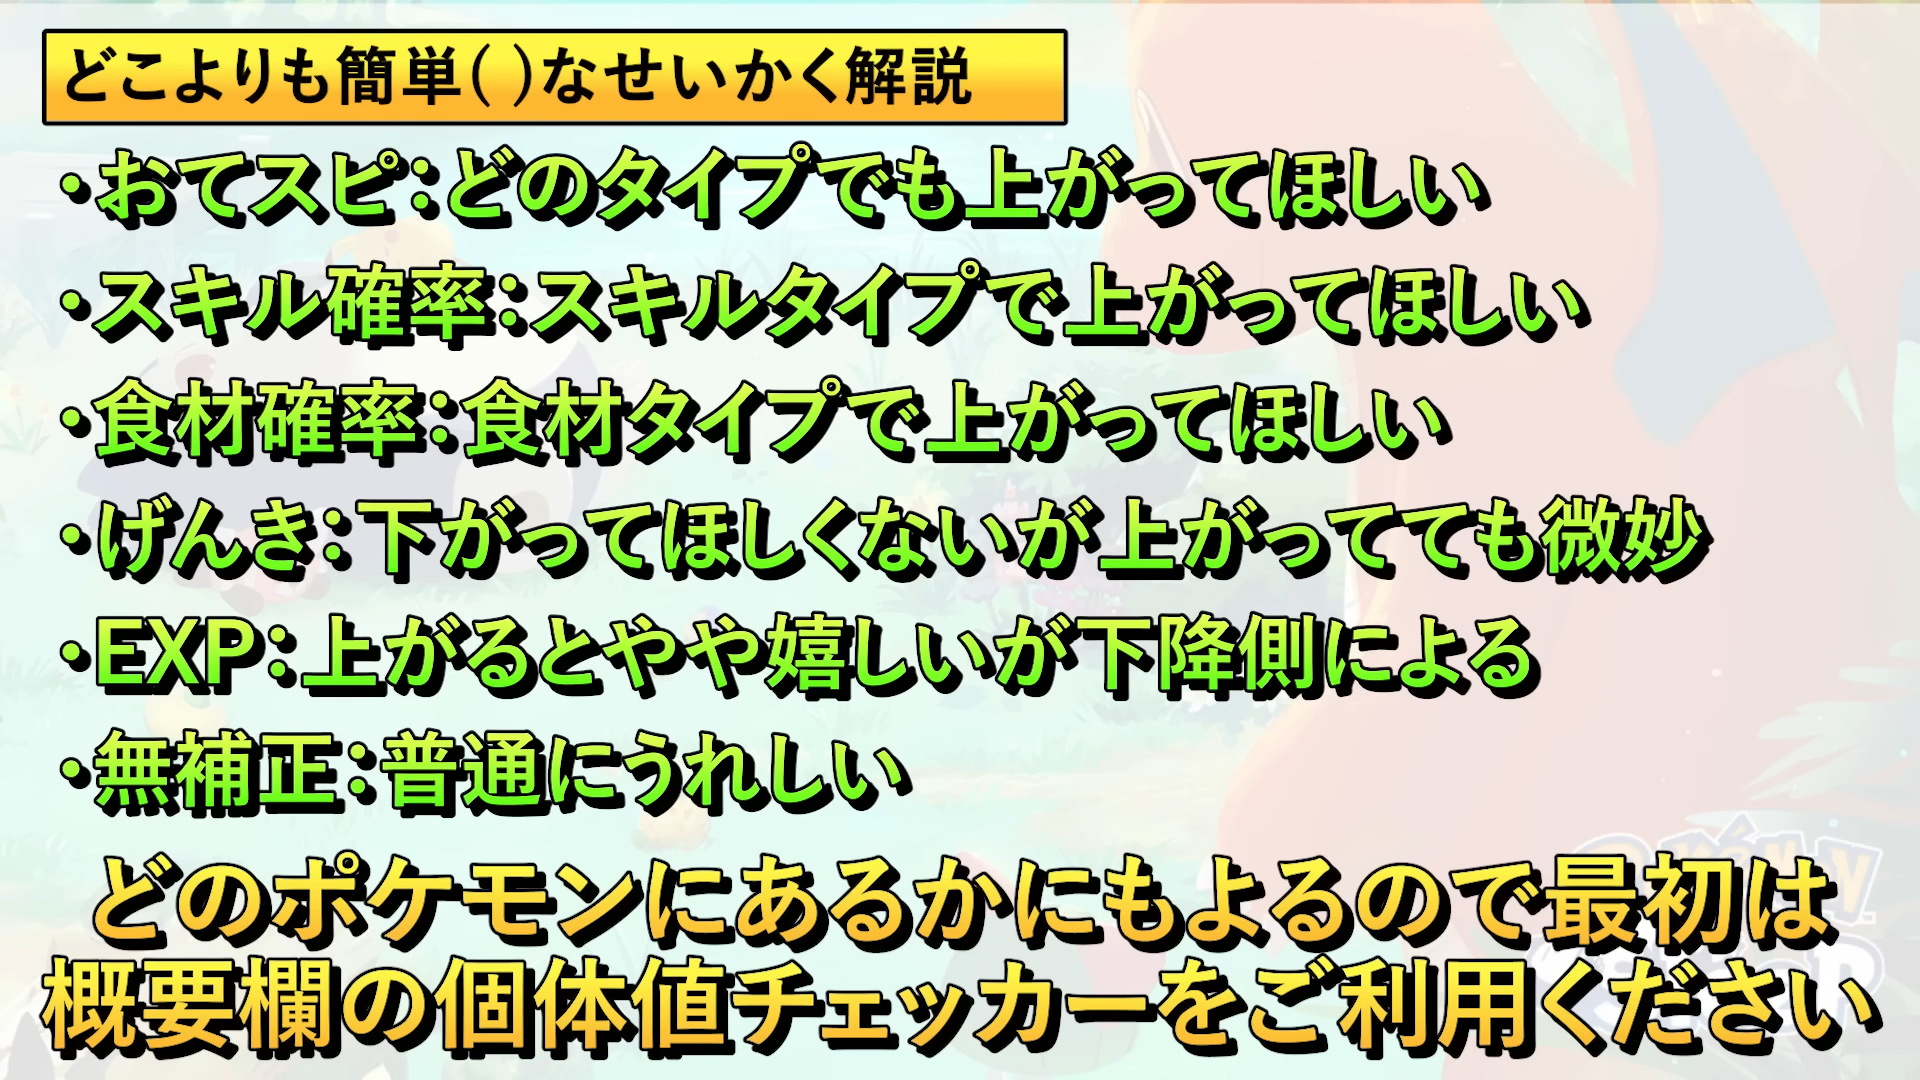 どこよりも簡単( )なせいかく解説
・おてスピ：どのタイプでも上がってほしい
・スキル確率：スキルタイプで上がってほしい
・食材確率：食材タイプで上がってほしい
・げんき：下がってほしくないが上がってても微妙
・EXP：上がるとやや嬉しいが下降側による
・無補正：普通にうれしい
どのポケモンにあるかにもよるので最初は
概要欄の個体値チェッカーをご利用ください